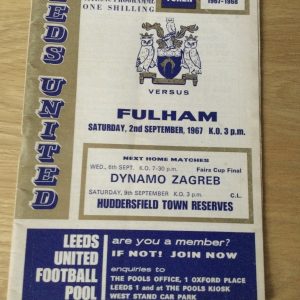 LEEDS UNITED
PROGRAMME
ONE SHILLING
TOKEN
1967-1968
VERSUS
FULHAM
SATURDAY, 2nd SEPTEMBER, 1967 K.O. 3 p.m.
NEXT HOME MATCHES
WED., 6th SEPT. K.O. 7-30 p.m. Fairs Cup Final
DYNAMO ZAGREB
SATURDAY, 9th SEPTEMBER K.O. 3 p.m. C.L.
HUDDERSFIELD TOWN RESERVES
LEEDS
UNITED
FOOTBALL
POOL
are you a member?
IF NOT! JOIN NOW
enquiries to
THE POOLS OFFICE, 1 OXFORD PLACE
LEEDS 1 and at THE POOLS KIOSK
WEST STAND CAR PARK